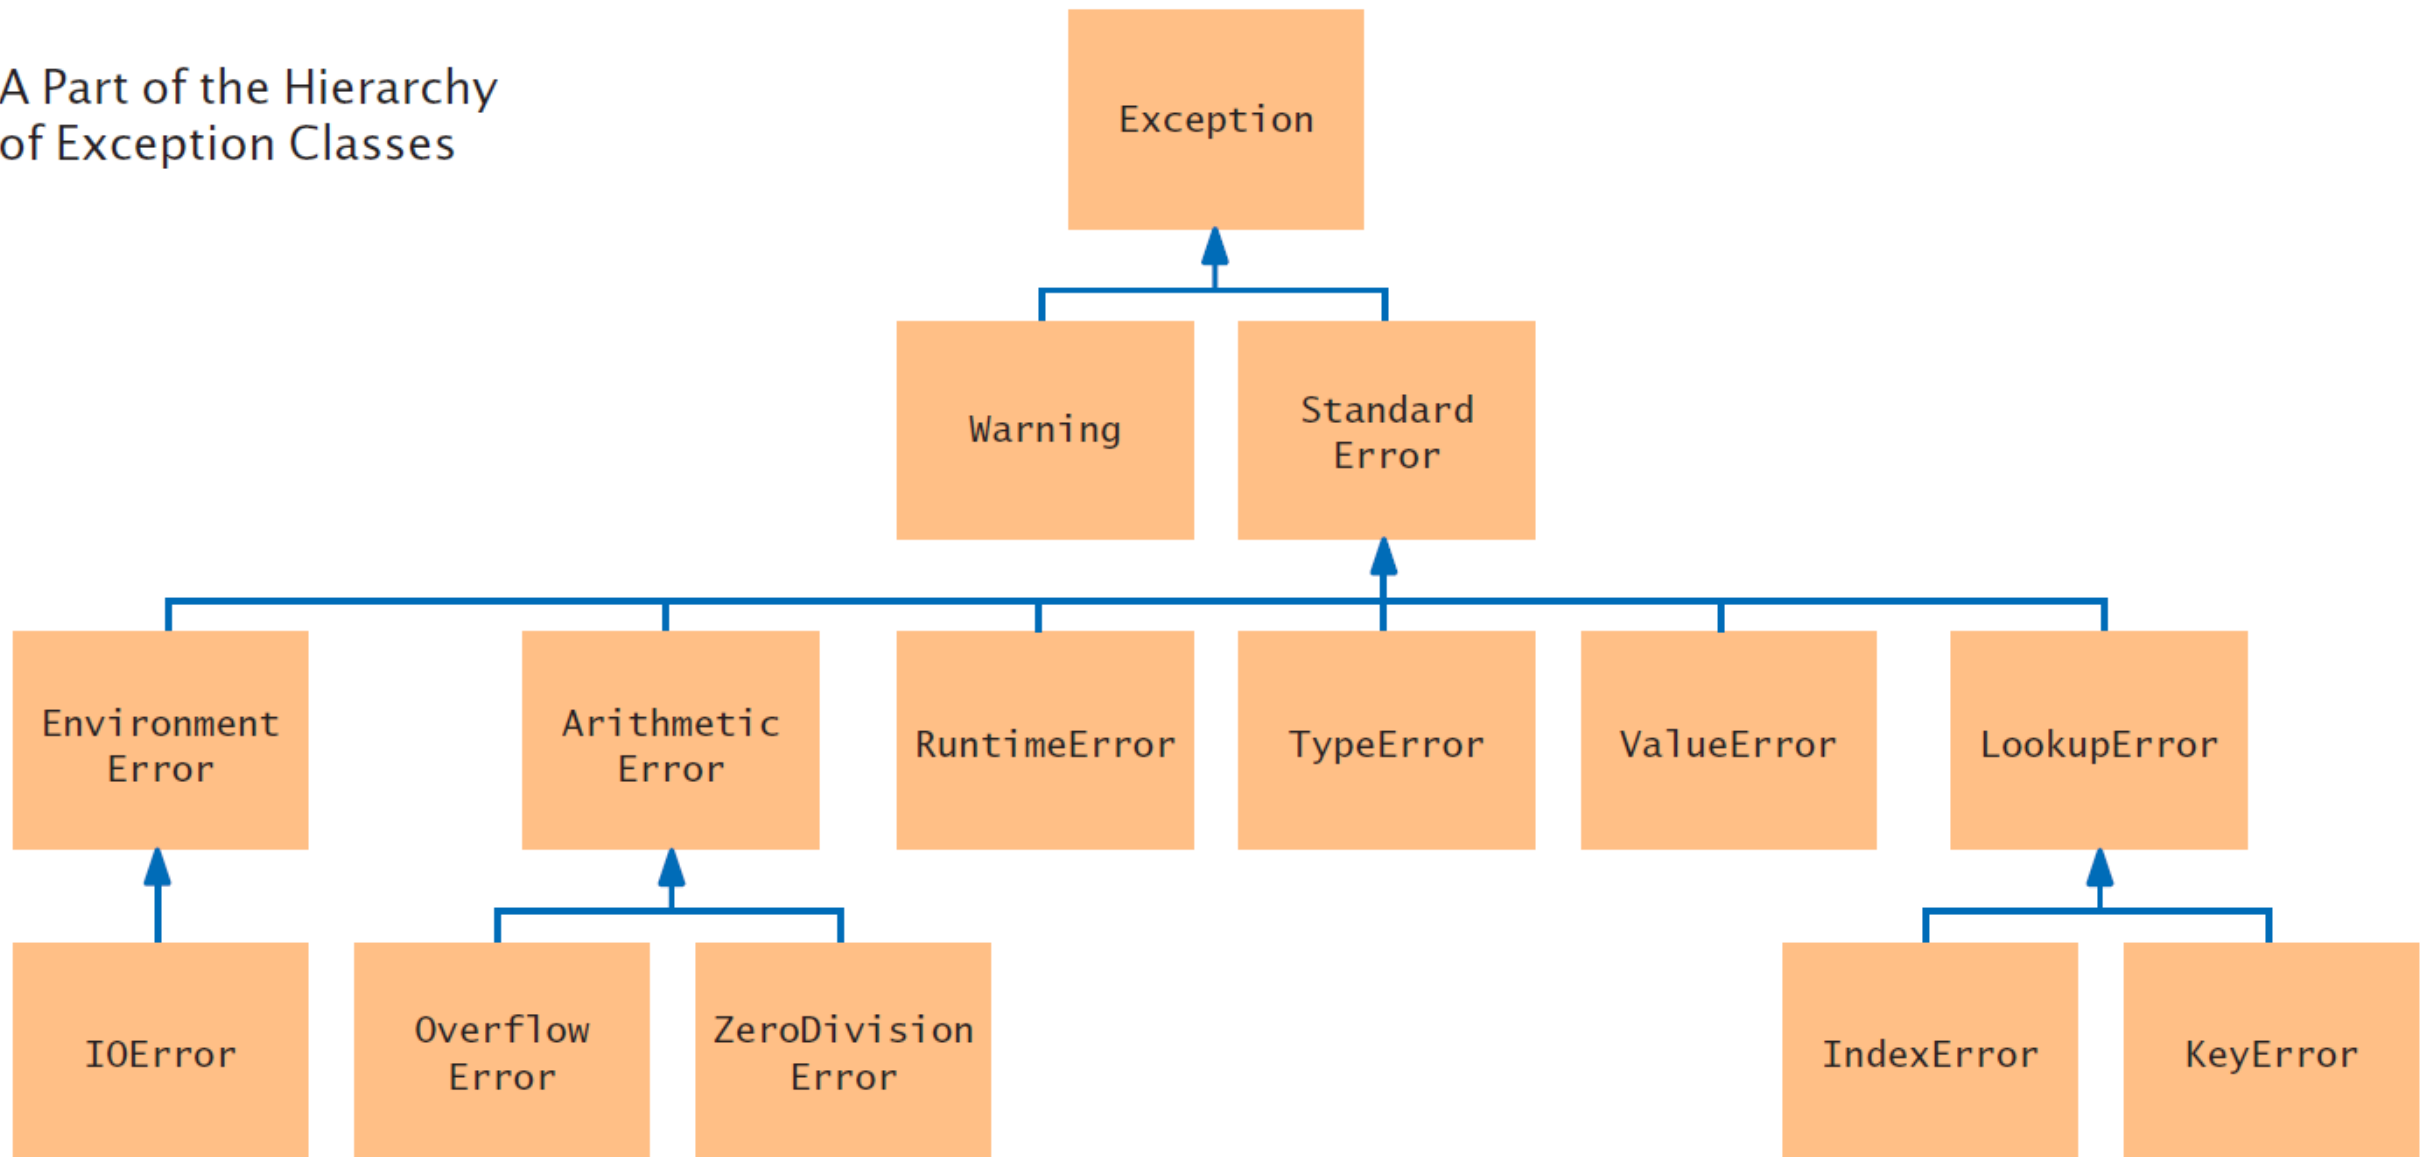 A Part of the Hierarchy
of Exception Classes
Exception
Warning
Standard
Error
Environment
Error
Arithmetic
Error
RuntimeError
TypeError
ValueError
LookupError
IOError
Overflow
Error
ZeroDivision
Error
IndexError
KeyError